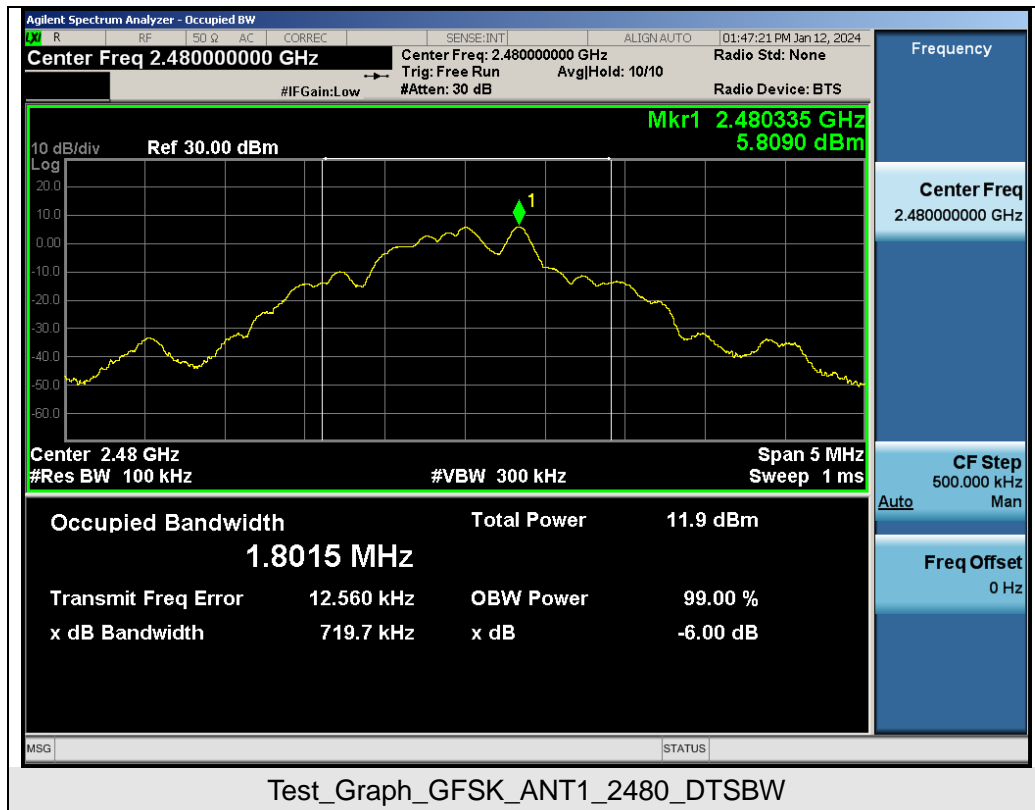 Agilent Spectrum Analyzer - Occupied BW
LXI R RF 50 Ω AC CORREC SENSE:INT ALIGN AUTO 01:47:21 PM Jan 12, 2024
Center Freq 2.480000000 GHz
Center Freq: 2.480000000 GHz Radio Std: None
Trig: Free Run Avg|Hold: 10/10
#IFGain:Low #Atten: 30 dB Radio Device: BTS
Mkr1 2.480335 GHz
5.8090 dBm
10 dB/div Ref 30.00 dBm
Log
20.0
10.0
0.00
-10.0
-20.0
-30.0
-40.0
-50.0
-60.0
1
Center 2.48 GHz Span 5 MHz
#Res BW 100 kHz #VBW 300 kHz Sweep 1 ms
Occupied Bandwidth Total Power 11.9 dBm
1.8015 MHz
Transmit Freq Error 12.560 kHz OBW Power 99.00 %
x dB Bandwidth 719.7 kHz x dB -6.00 dB
Frequency
Center Freq
2.480000000 GHz
CF Step
500.000 kHz
Auto Man
Freq Offset
0 Hz
MSG STATUS
Test_Graph_GFSK_ANT1_2480_DTSBW